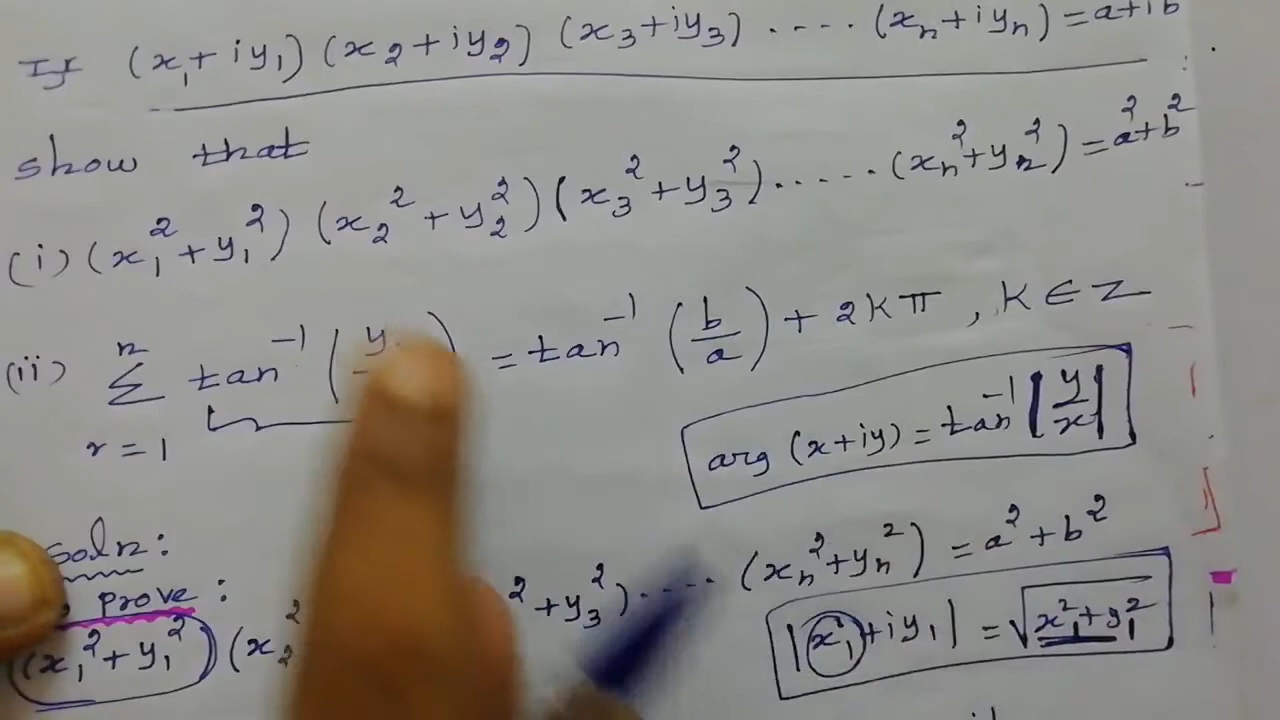 If (x₁+iy₁)(x₂+iy₂)(x₃+iy₃).....(xₙ+iyₙ)=a+ib
show that
(i) (x₁²+y₁²)(x₂²+y₂²)(x₃²+y₃²).....(xₙ²+yₙ²)=a²+b²
(ii) Σ n r=1 tan⁻¹(y = tan⁻¹(b/a)+2kπ, k∈Z
arg(x+iy)=tan⁻¹|y/x|
soln:
prove:
(x₁²+y₁²)(x₂² ²+y₃²).....(xₙ²+yₙ²)=a²+b²
|x₁+iy₁|=√x₁²+y₁²